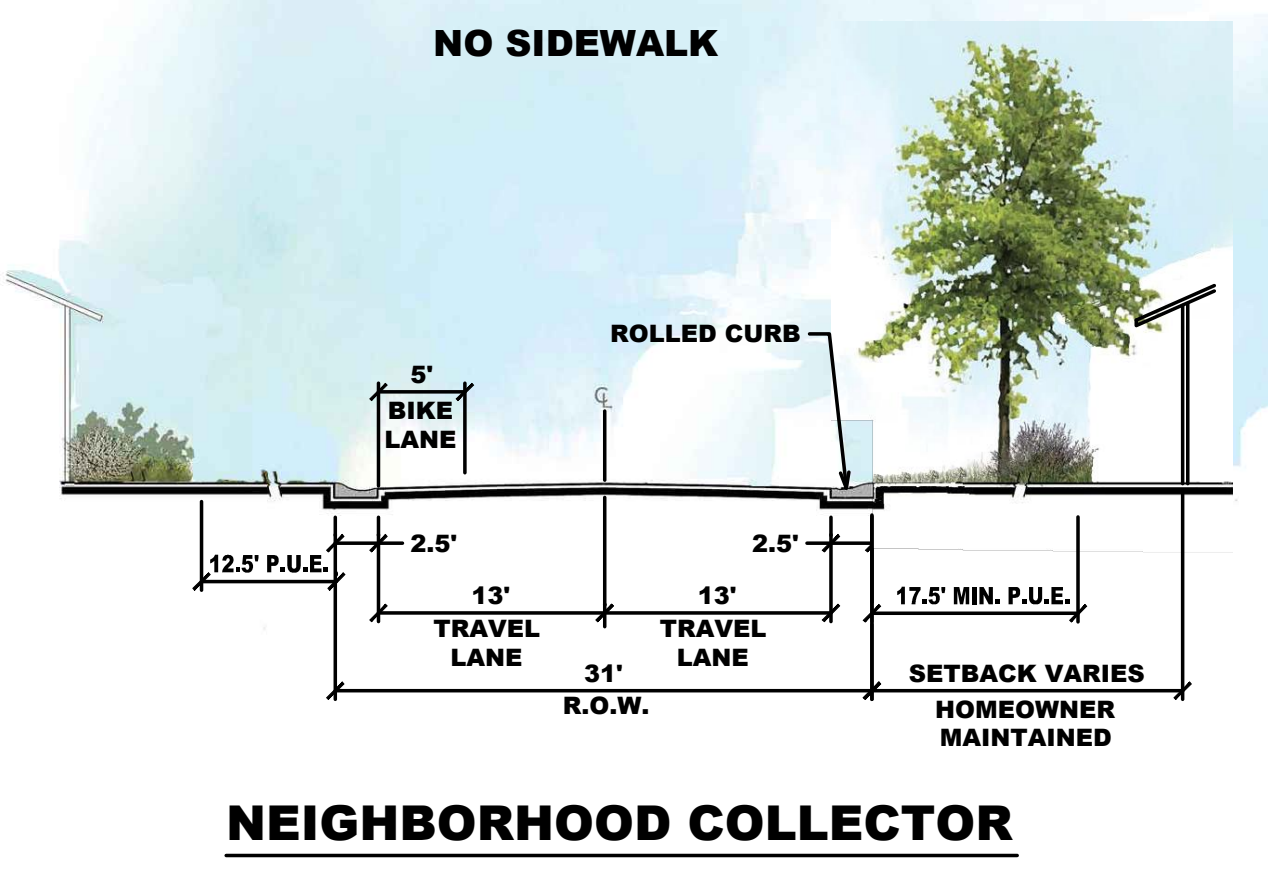 NO SIDEWALK
ROLLED CURB
5'
BIKE
LANE
CL
2.5'
2.5'
12.5' P.U.E.
13'
TRAVEL
LANE
13'
TRAVEL
LANE
17.5' MIN. P.U.E.
31'
R.O.W.
SETBACK VARIES
HOMEOWNER
MAINTAINED
NEIGHBORHOOD COLLECTOR